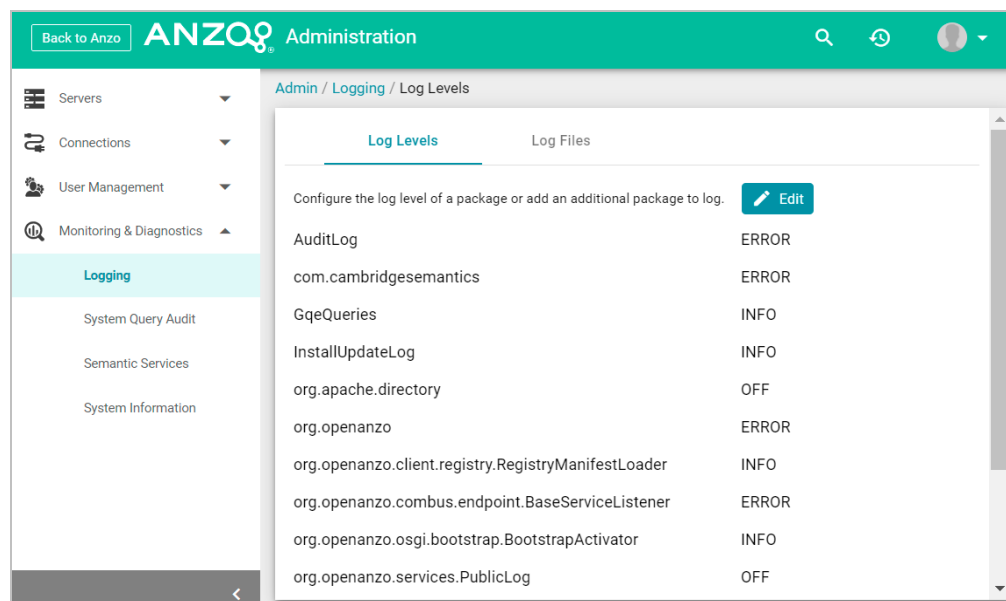 Back to Anzo ANZO ® Administration
Servers
Connections
User Management
Monitoring & Diagnostics
Logging
System Query Audit
Semantic Services
System Information
Admin / Logging / Log Levels
Log Levels Log Files
Configure the log level of a package or add an additional package to log. Edit
AuditLog ERROR
com.cambridgesemantics ERROR
GqeQueries INFO
InstallUpdateLog INFO
org.apache.directory OFF
org.openanzo ERROR
org.openanzo.client.registry.RegistryManifestLoader INFO
org.openanzo.combus.endpoint.BaseServiceListener ERROR
org.openanzo.osgi.bootstrap.BootstrapActivator INFO
org.openanzo.services.PublicLog OFF